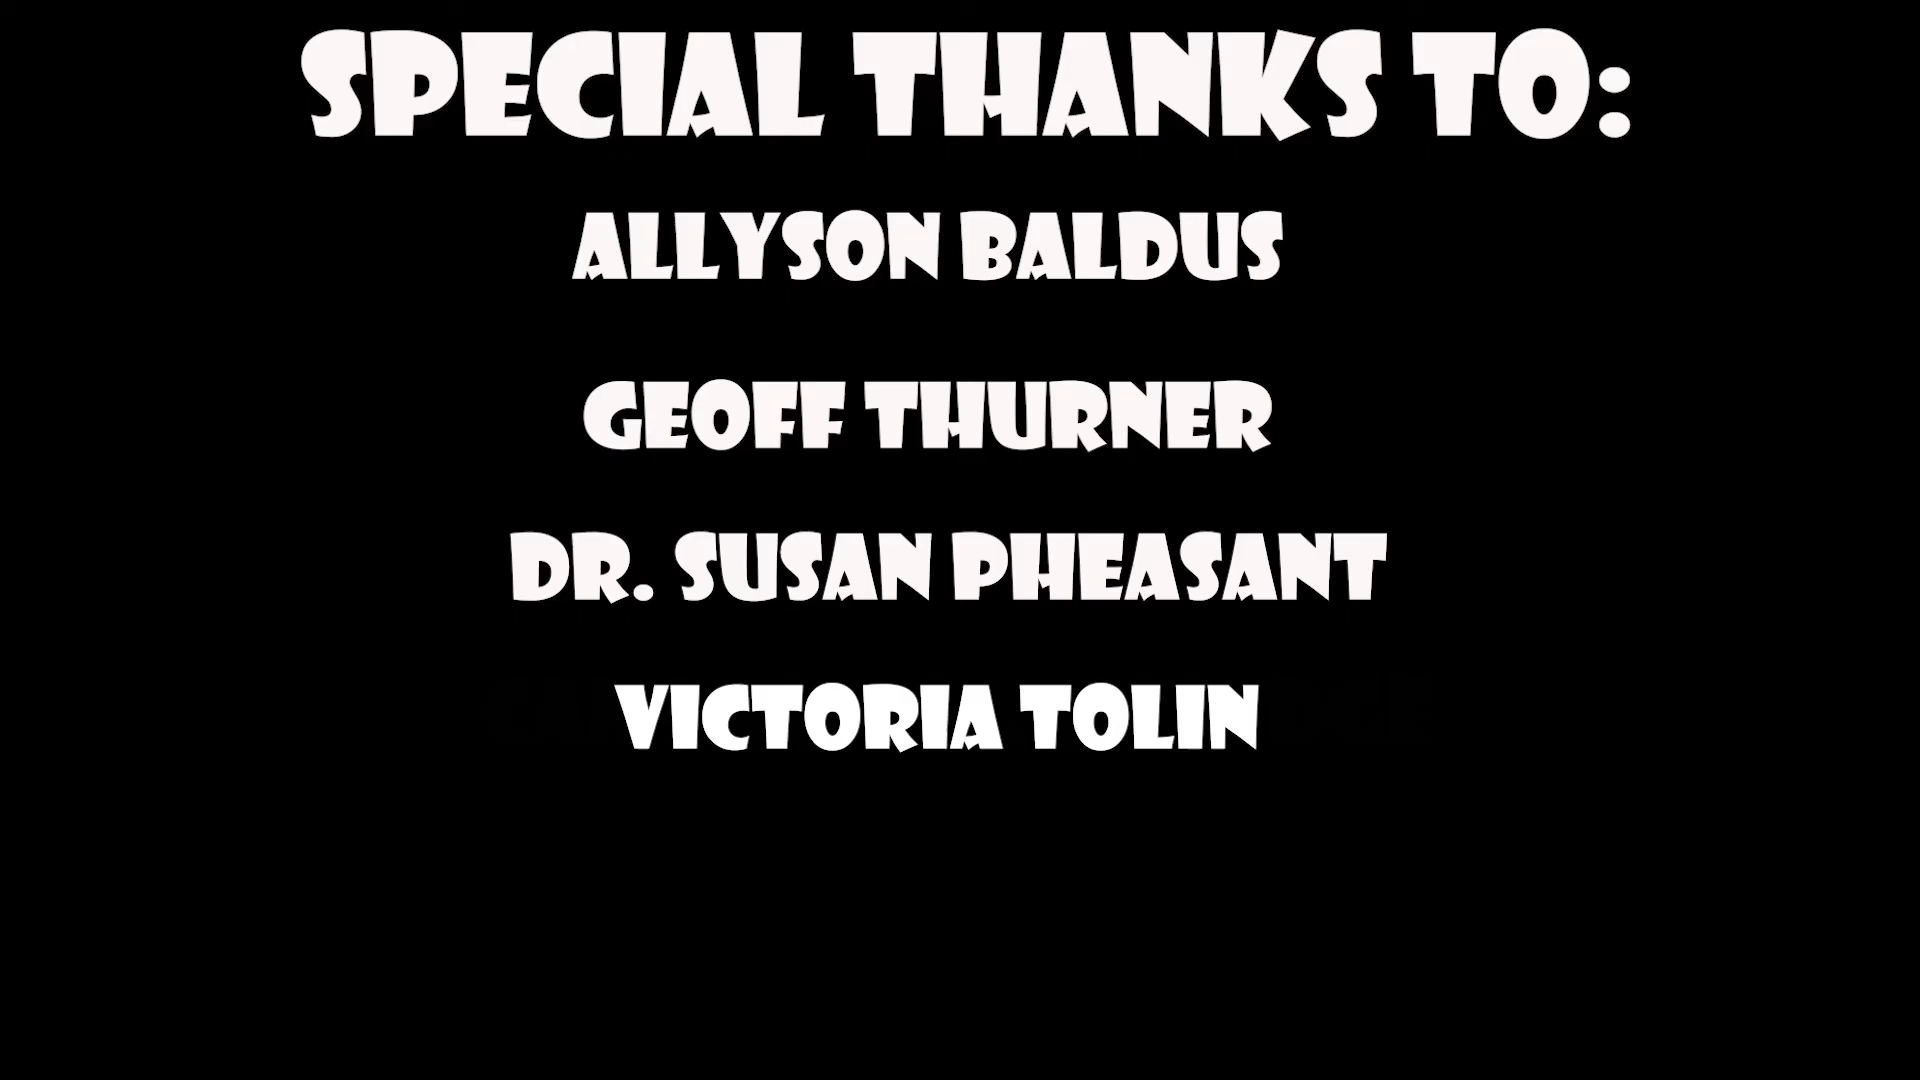 SPECIAL THANKS TO:
ALLYSON BALDUS
GEOFF THURNER
DR. SUSAN PHEASANT
VICTORIA TOLIN